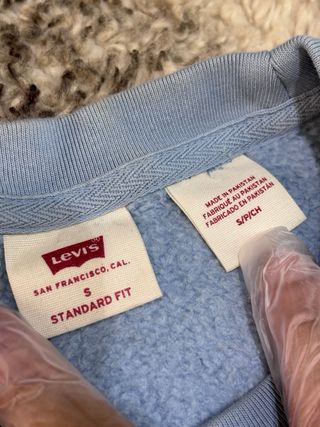 Levi's
SAN FRANCISCO, CAL.
S
STANDARD FIT
MADE IN PAKISTAN
FABRIQUÉ AU PAKISTAN
FABRICADO EN PAKISTÁN
S/P/CH